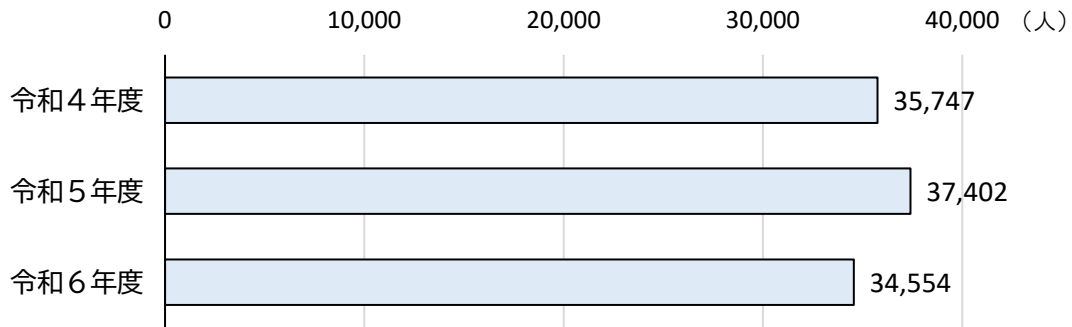 0 10,000 20,000 30,000 40,000 （人）
令和４年度 35,747
令和５年度 37,402
令和６年度 34,554